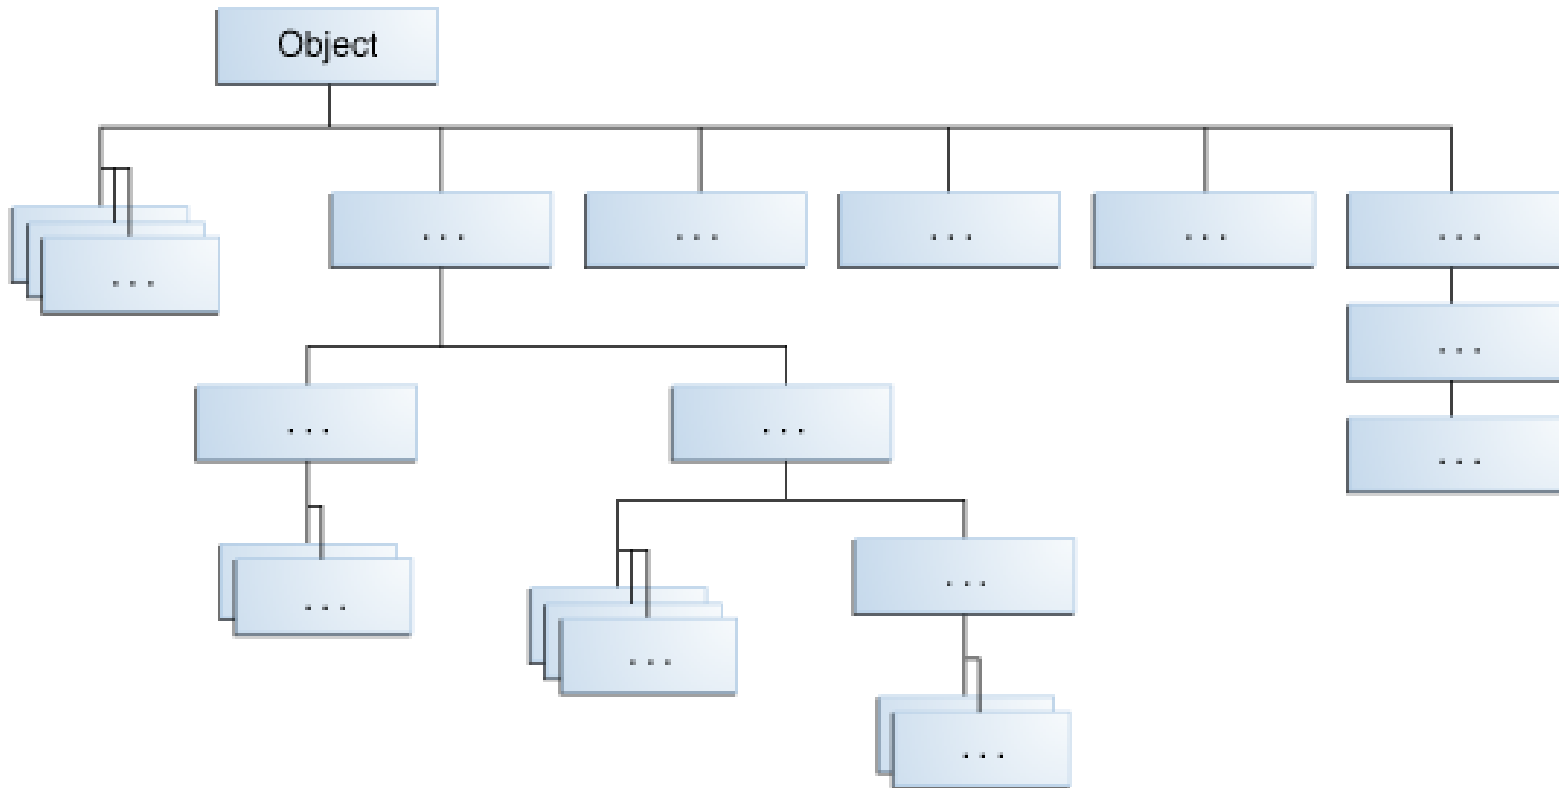 Object
. . .
. . .
. . .
. . .
. . .
. . .
. . .
. . .
. . .
. . .
. . .
. . .
. . .
. . .